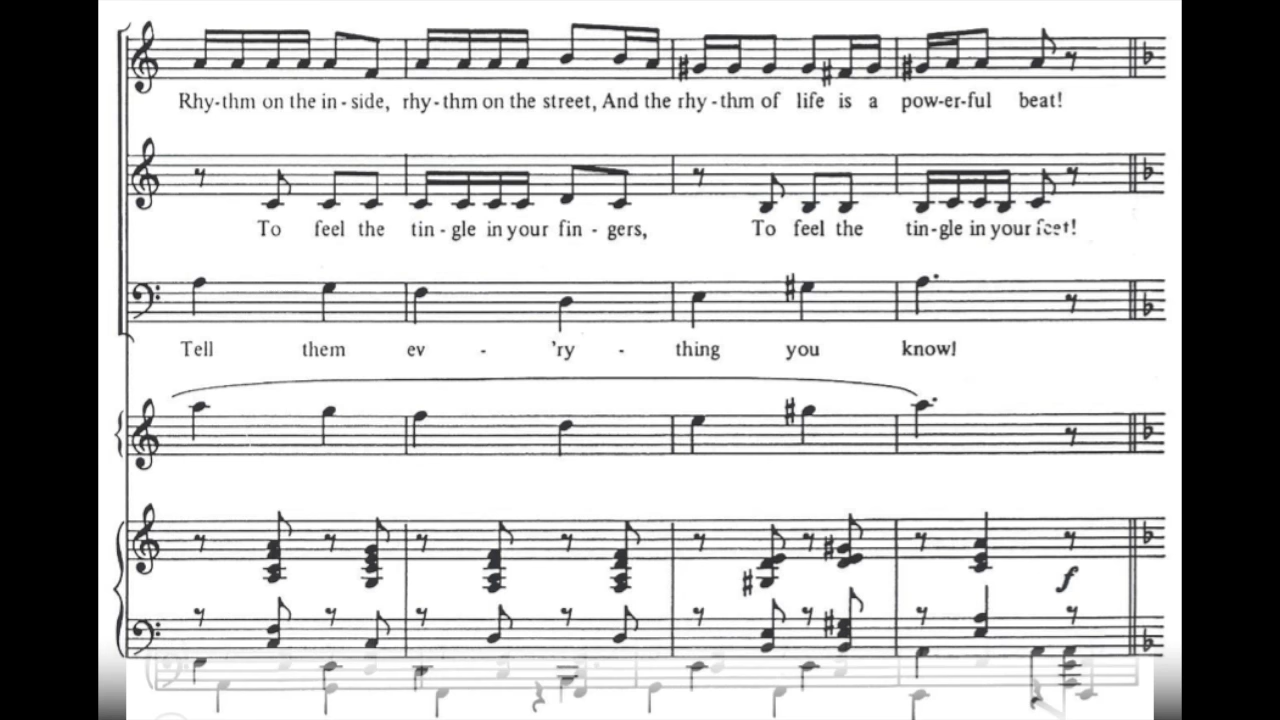 Rhy-thm on the in-side, rhy-thm on the street, And the rhy-thm of life is a pow-er-ful beat!
To feel the tin-gle in your fin-gers, To feel the tin-gle in your feet!
Tell them ev-'ry-thing you know!
f